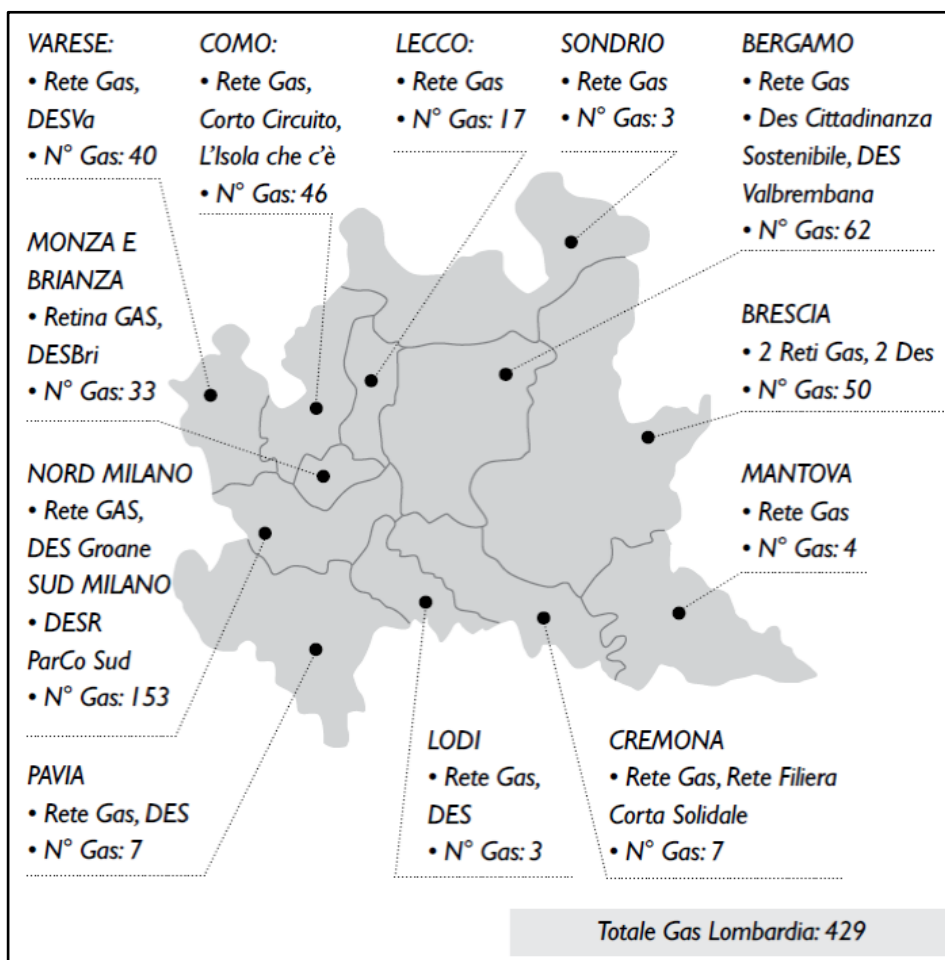 VARESE:
• Rete Gas,
DESVa
• N° Gas: 40
COMO:
• Rete Gas,
Corto Circuito,
L’Isola che c’è
• N° Gas: 46
LECCO:
• Rete Gas
• N° Gas: 17
SONDRIO
• Rete Gas
• N° Gas: 3
BERGAMO
• Rete Gas
• Des Cittadinanza
Sostenibile, DES
Valbrembana
• N° Gas: 62
MONZA E
BRIANZA
• Retina GAS,
DESBri
• N° Gas: 33
BRESCIA
• 2 Reti Gas, 2 Des
• N° Gas: 50
NORD MILANO
• Rete GAS,
DES Groane
SUD MILANO
• DESR
ParCo Sud
• N° Gas: 153
MANTOVA
• Rete Gas
• N° Gas: 4
PAVIA
• Rete Gas, DES
• N° Gas: 7
LODI
• Rete Gas,
DES
• N° Gas: 3
CREMONA
• Rete Gas, Rete Filiera
Corta Solidale
• N° Gas: 7
Totale Gas Lombardia: 429